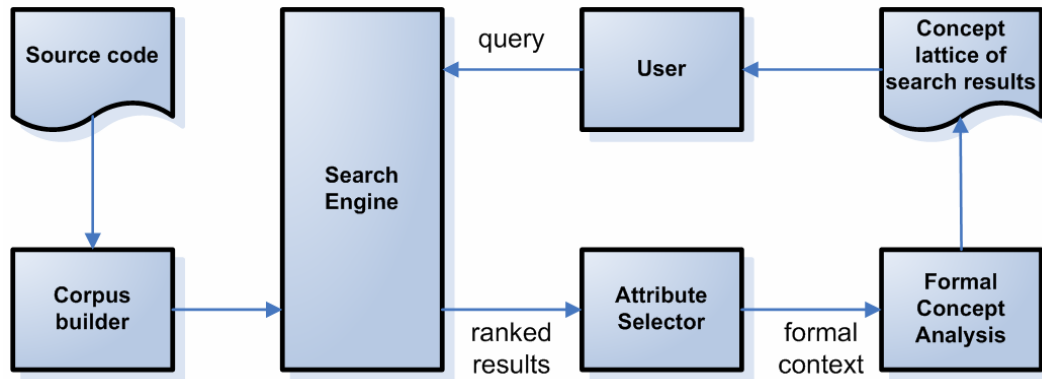 Source code
query
User
Concept
lattice of
search results
Search
Engine
Corpus
builder
ranked
results
Attribute
Selector
formal
context
Formal
Concept
Analysis